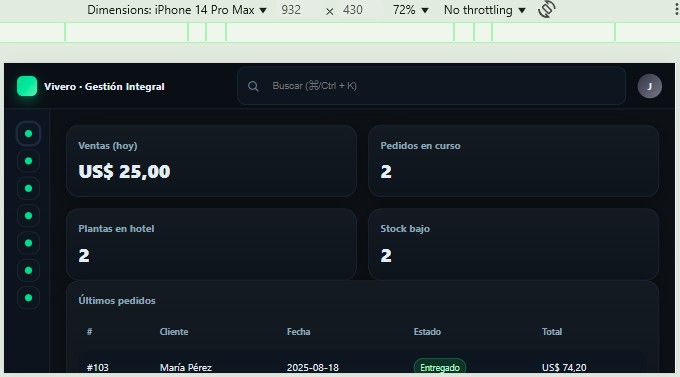 Dimensions: iPhone 14 Pro Max ▼ 932 × 430 72% ▼ No throttling ▼
Vivero · Gestión Integral
Buscar (⌘/Ctrl + K)
J
Ventas (hoy)
US$ 25,00
Pedidos en curso
2
Plantas en hotel
2
Stock bajo
2
Últimos pedidos
# Cliente Fecha Estado Total
#103 María Pérez 2025-08-18 Entregado US$ 74,20